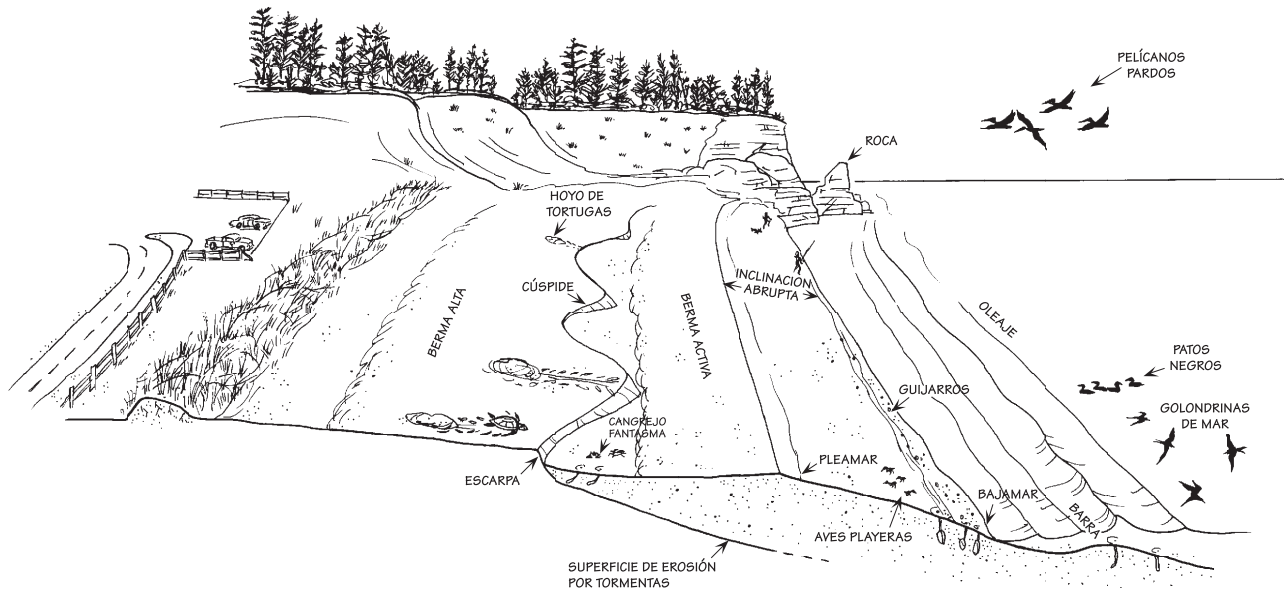 PELÍCANOS
PARDOS
ROCA
HOYO DE
TORTUGAS
INCLINACION
ABRUPTA
CÚSPIDE
BERMA ALTA
BERMA ACTIVA
OLEAJE
PATOS
NEGROS
GUIJARROS
GOLONDRINAS
DE MAR
CANGREJO
FANTASMA
PLEAMAR
ESCARPA
BAJAMAR
BARRA
AVES PLAYERAS
SUPERFICIE DE EROSIÓN
POR TORMENTAS